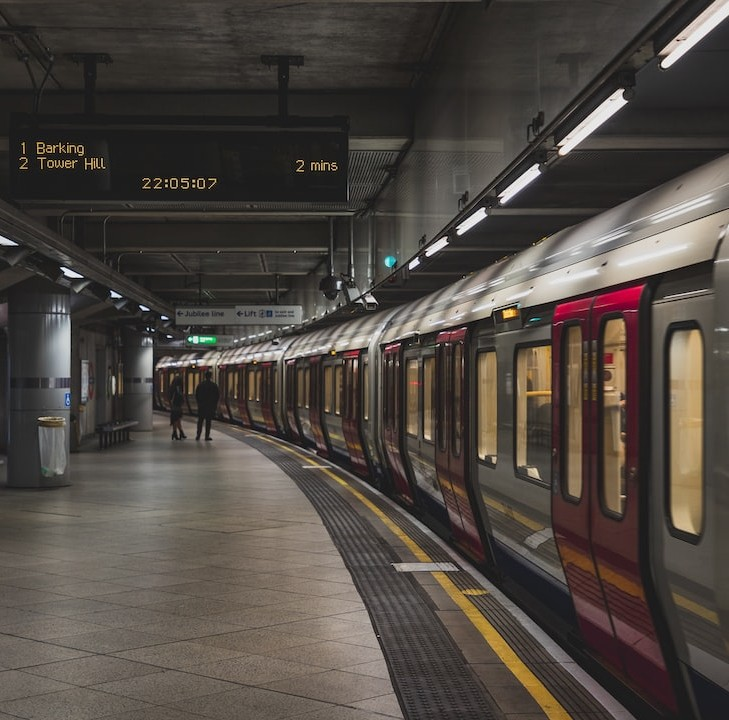 1 Barking
2 Tower Hill 2 mins
22:05:07
←Jubilee line ←Lift